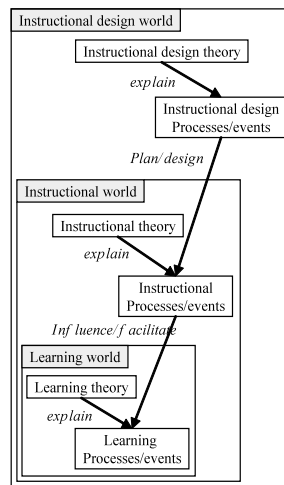 Instructional design world
Instructional design theory
explain
Instructional design
Processes/events
Plan/design
Instructional world
Instructional theory
explain
Instructional
Processes/events
Influence/facilitate
Learning world
Learning theory
explain
Learning
Processes/events